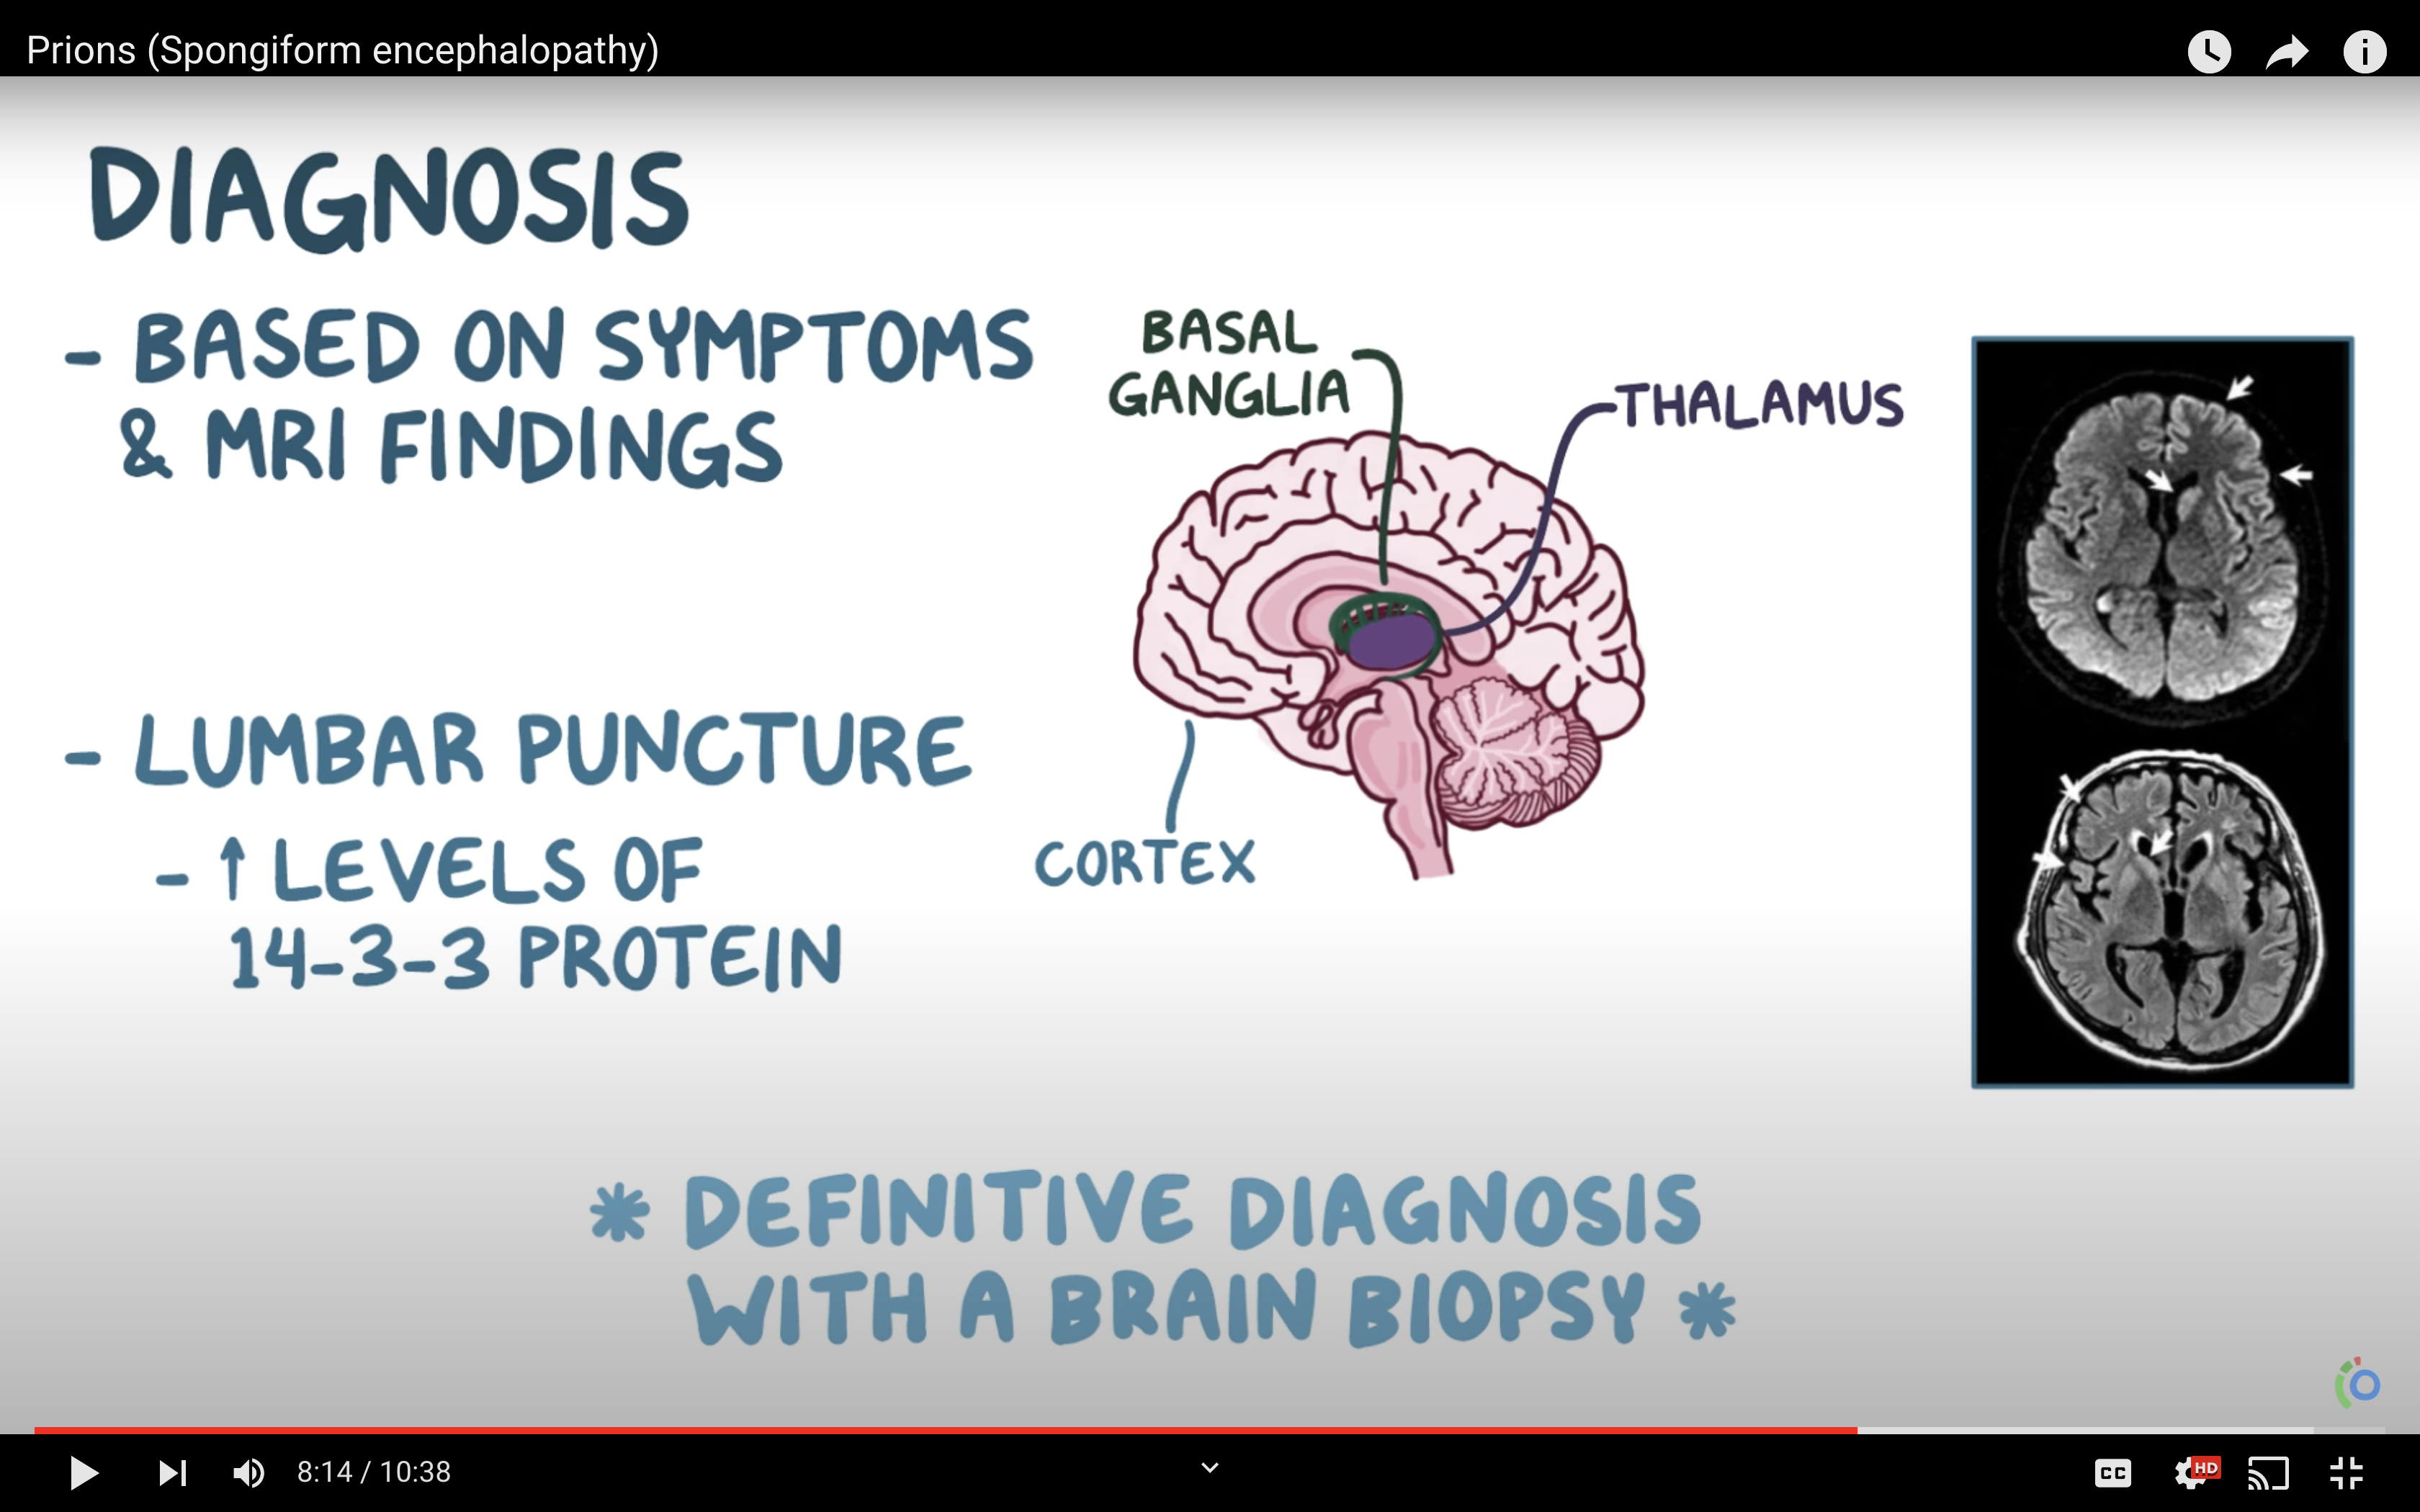 Prions (Spongiform encephalopathy)
DIAGNOSIS
- BASED ON SYMPTOMS
& MRI FINDINGS
BASAL
GANGLIA
THALAMUS
- LUMBAR PUNCTURE
- ↑ LEVELS OF
14-3-3 PROTEIN
CORTEX
* DEFINITIVE DIAGNOSIS
WITH A BRAIN BIOPSY *
8:14 / 10:38
CC
HD